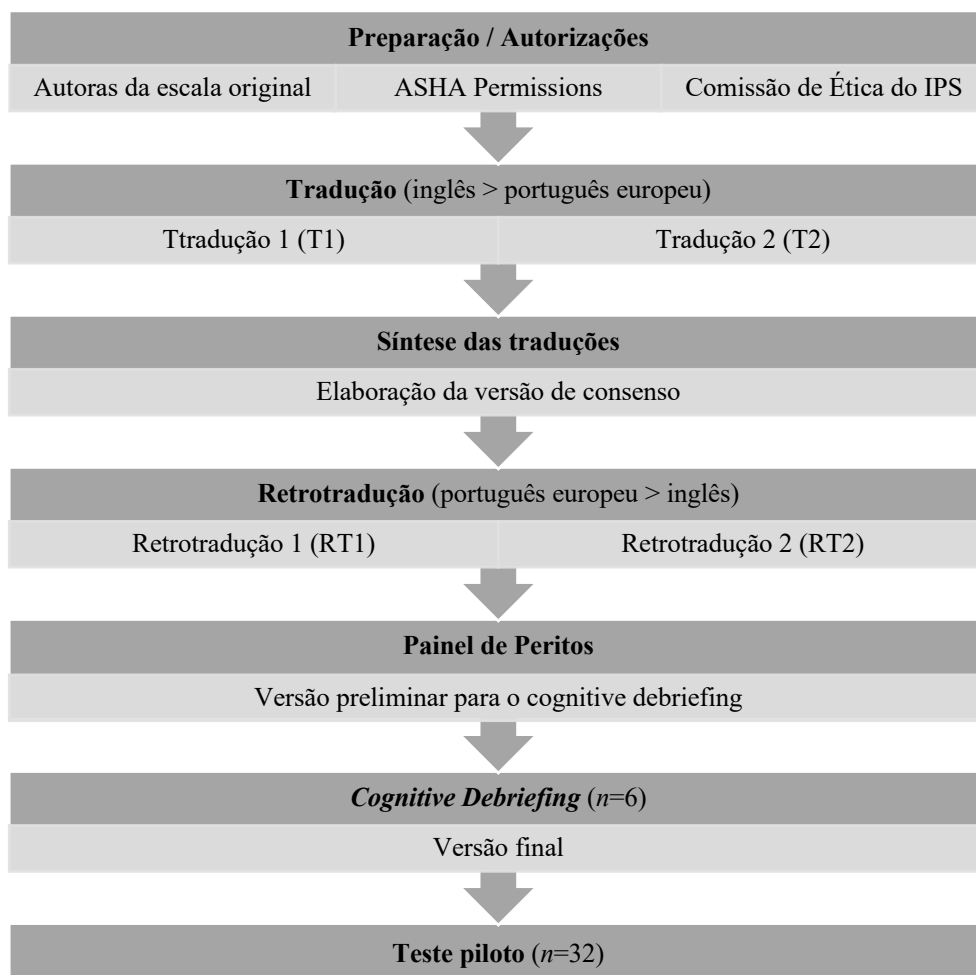 Preparação / Autorizações
Autoras da escala original ASHA Permissions Comissão de Ética do IPS
Tradução (inglês > português europeu)
Ttradução 1 (T1) Tradução 2 (T2)
Síntese das traduções
Elaboração da versão de consenso
Retrotradução (português europeu > inglês)
Retrotradução 1 (RT1) Retrotradução 2 (RT2)
Painel de Peritos
Versão preliminar para o cognitive debriefing
Cognitive Debriefing (n=6)
Versão final
Teste piloto (n=32)